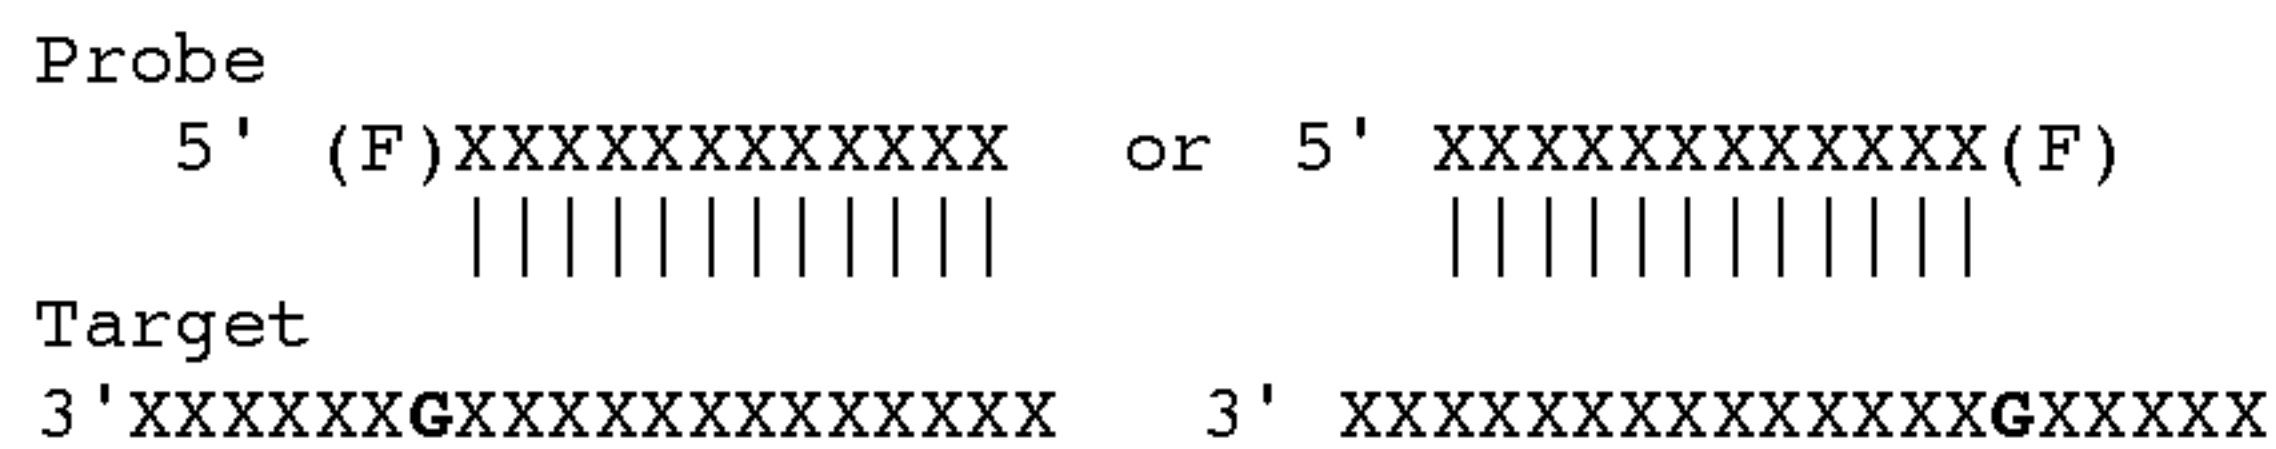 Probe
5' (F)XXXXXXXXXXXX or 5' XXXXXXXXXXXX(F)
||||||||||||   ||||||||||||
Target
3'XXXXXXGXXXXXXXXXXXXX 3' XXXXXXXXXXXXXXGXXXXX